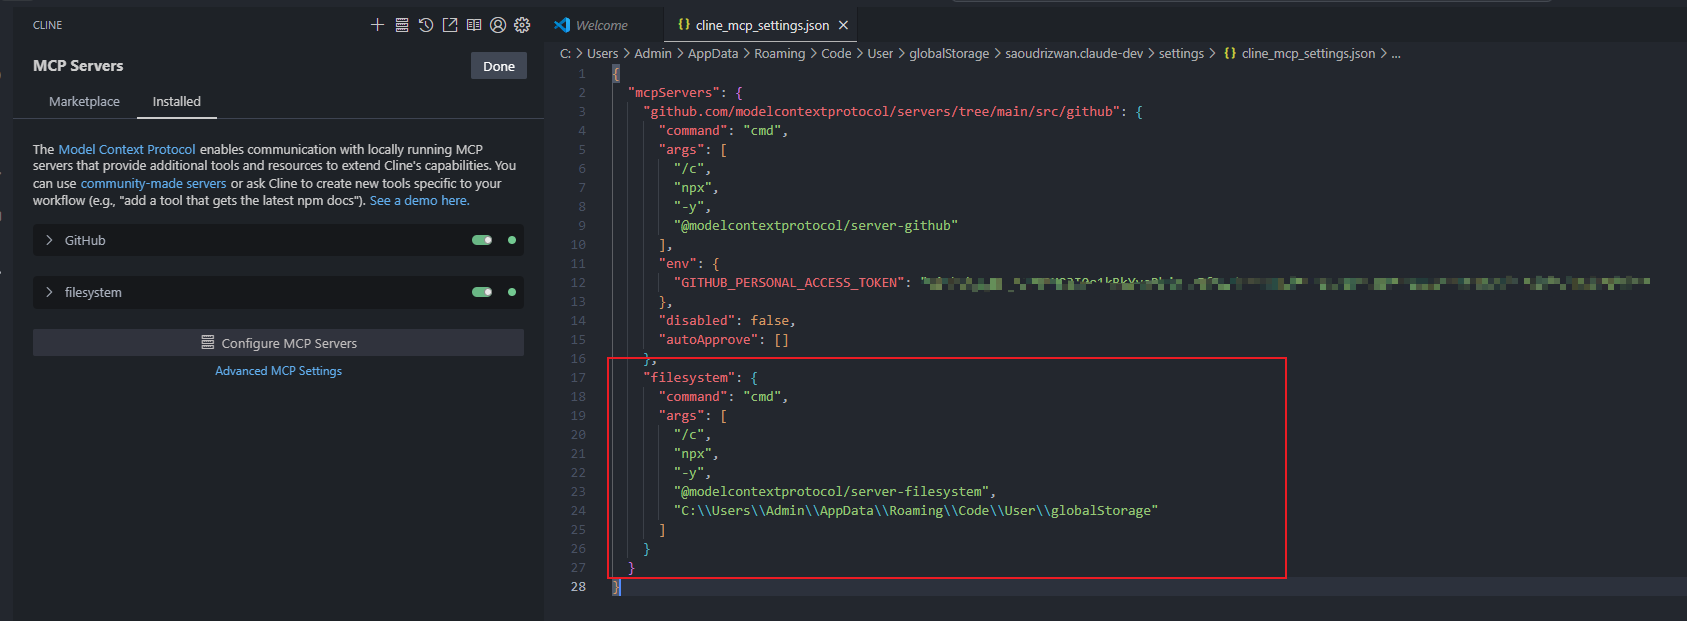 CLINE
MCP Servers
Done
Marketplace
Installed
The Model Context Protocol enables communication with locally running MCP
servers that provide additional tools and resources to extend Cline's capabilities. You
can use community-made servers or ask Cline to create new tools specific to your
workflow (e.g., "add a tool that gets the latest npm docs"). See a demo here.
GitHub
filesystem
Configure MCP Servers
Advanced MCP Settings
Welcome
{} cline_mcp_settings.json ×
C: > Users > Admin > AppData > Roaming > Code > User > globalStorage > saoudrizwan.claude-dev > settings > {} cline_mcp_settings.json > ...
1 {
2 "mcpServers": {
3 "github.com/modelcontextprotocol/servers/tree/main/src/github": {
4 "command": "cmd",
5 "args": [
6 "/c",
7 "npx",
8 "-y",
9 "@modelcontextprotocol/server-github"
10 ],
11 "env": {
12 "GITHUB_PERSONAL_ACCESS_TOKEN": "
13 },
14 "disabled": false,
15 "autoApprove": []
16 },
17 "filesystem": {
18 "command": "cmd",
19 "args": [
20 "/c",
21 "npx",
22 "-y",
23 "@modelcontextprotocol/server-filesystem",
24 "C:\\Users\\Admin\\AppData\\Roaming\\Code\\User\\globalStorage"
25 ]
26 }
27 }
28 }